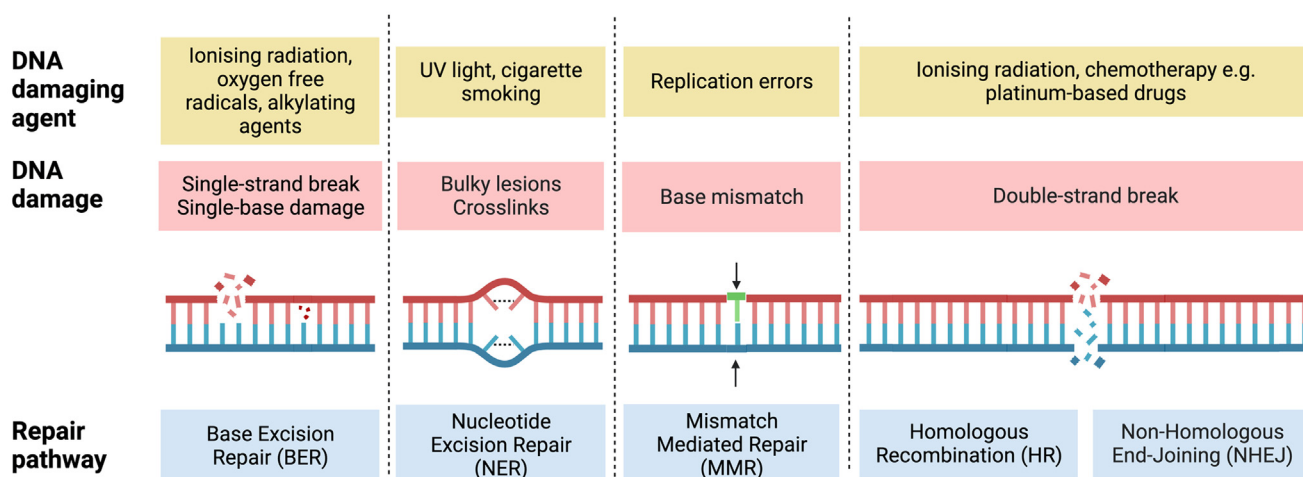 DNA
damaging
agent
Ionising radiation,
oxygen free
radicals, alkylating
agents
UV light, cigarette
smoking
Replication errors
Ionising radiation, chemotherapy e.g.
platinum-based drugs
DNA
damage
Single-strand break
Single-base damage
Bulky lesions
Crosslinks
Base mismatch
Double-strand break
Repair
pathway
Base Excision
Repair (BER)
Nucleotide
Excision Repair
(NER)
Mismatch
Mediated Repair
(MMR)
Homologous
Recombination (HR)
Non-Homologous
End-Joining (NHEJ)